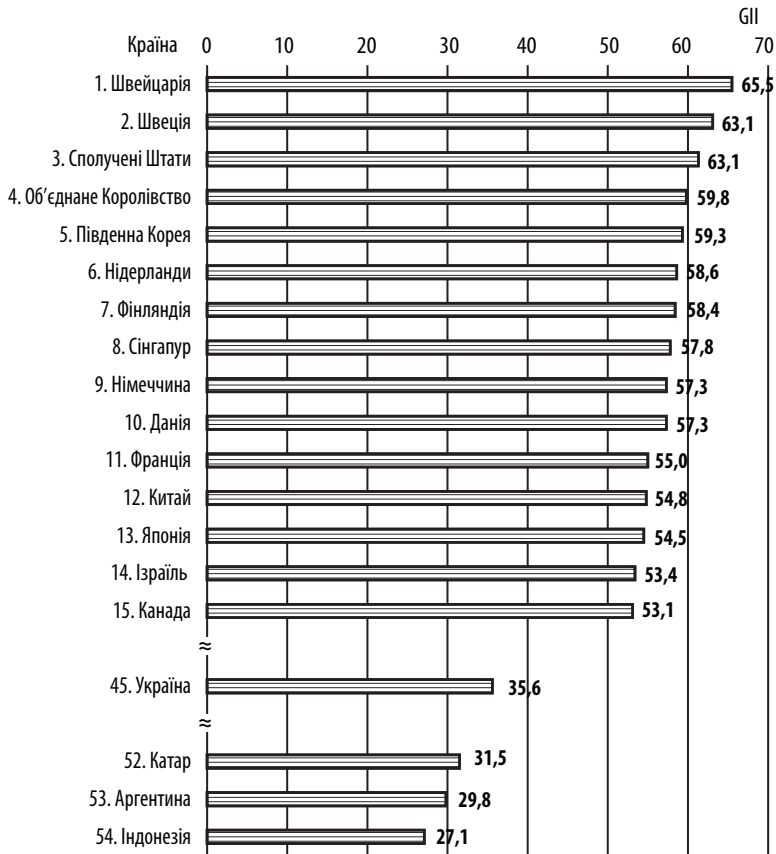 GII
Країна 0 10 20 30 40 50 60 70
1. Швейцарія 65,5
2. Швеція 63,1
3. Сполучені Штати 63,1
4. Об’єднане Королівство 59,8
5. Південна Корея 59,3
6. Нідерланди 58,6
7. Фінляндія 58,4
8. Сінгапур 57,8
9. Німеччина 57,3
10. Данія 57,3
11. Франція 55,0
12. Китай 54,8
13. Японія 54,5
14. Ізраїль 53,4
15. Канада 53,1
≈
45. Україна 35,6
≈
52. Катар 31,5
53. Аргентина 29,8
54. Індонезія 27,1